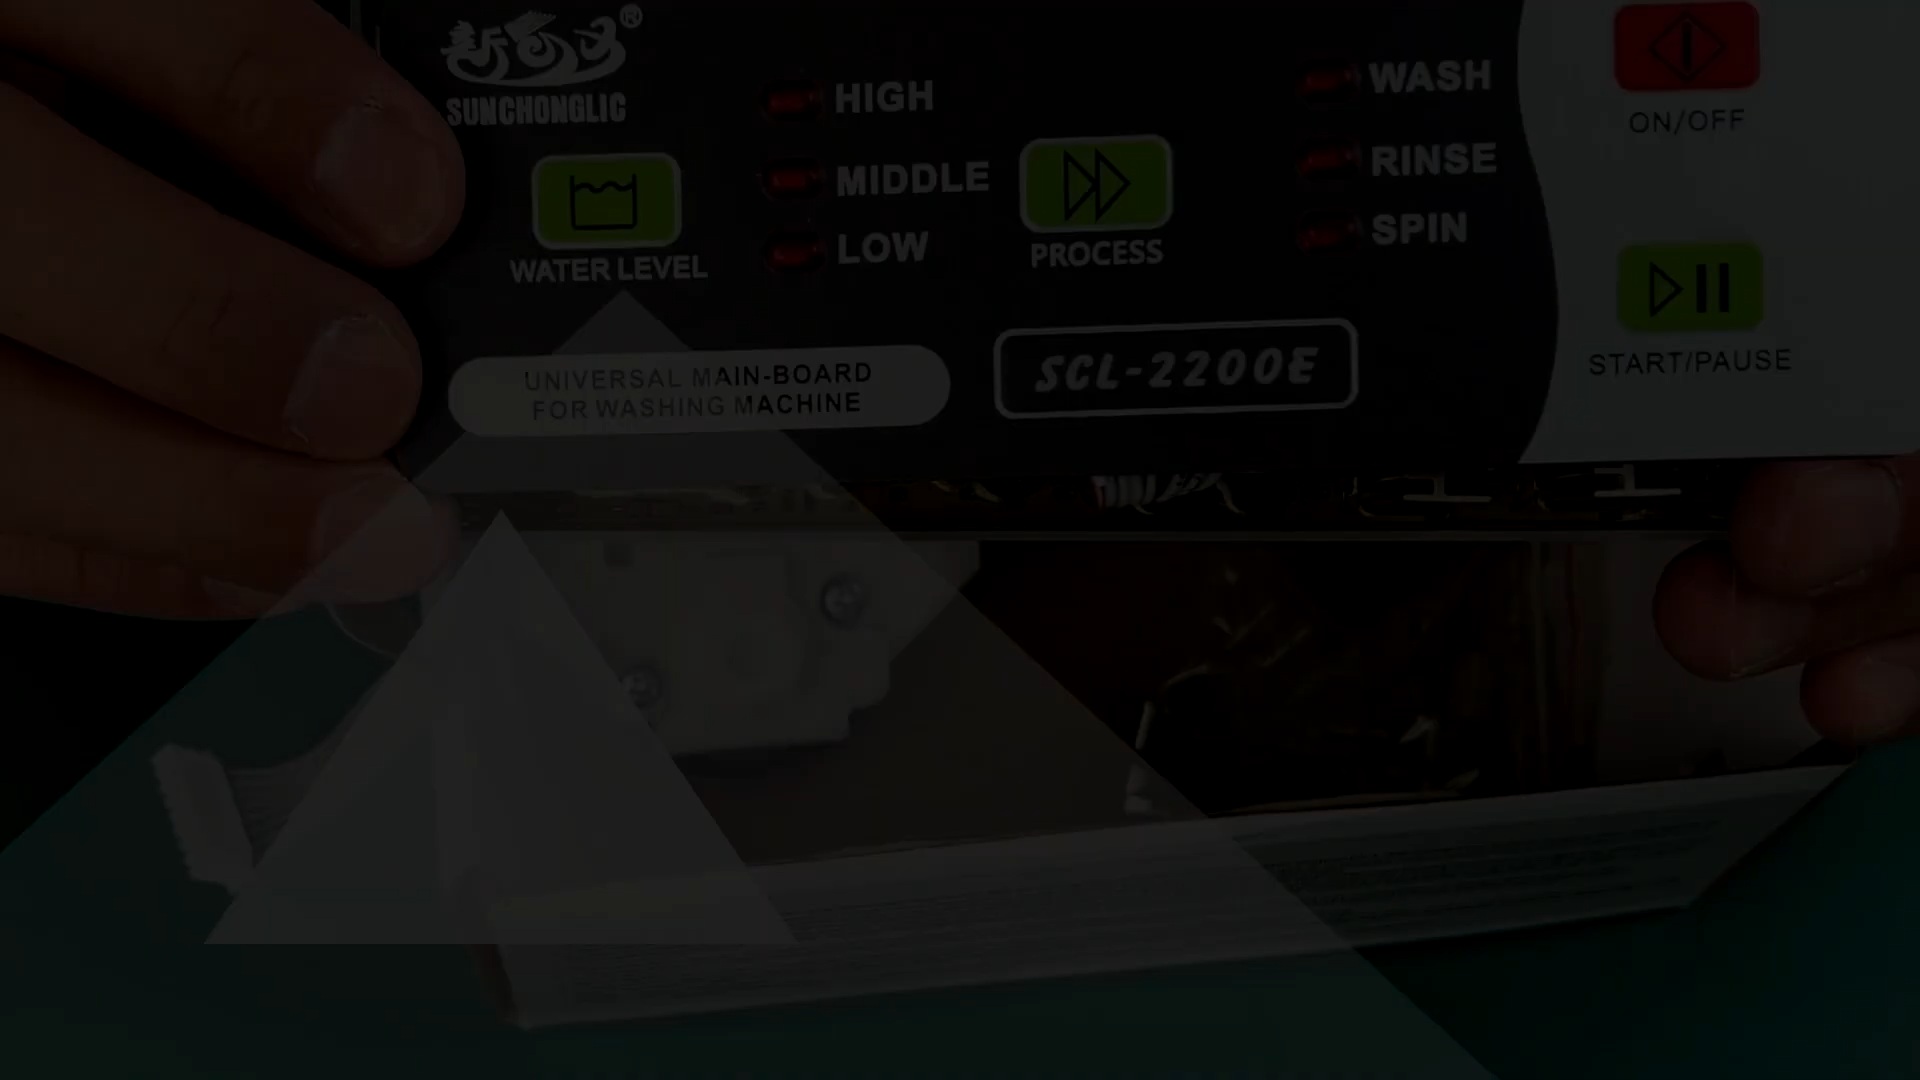 ®
SUNCHONGLIC
WATER LEVEL
HIGH
MIDDLE
LOW
PROCESS
WASH
RINSE
SPIN
ON/OFF
START/PAUSE
UNIVERSAL MAIN-BOARD
FOR WASHING MACHINE
SCL-2200E